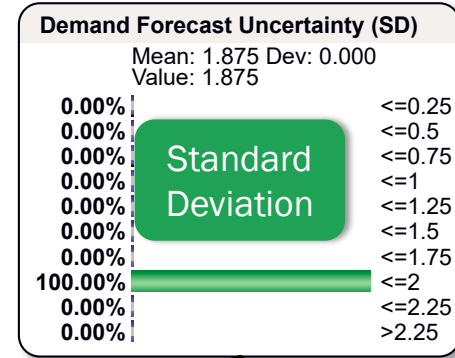 Demand Forecast Uncertainty (SD)
Mean: 1.875 Dev: 0.000
Value: 1.875
0.00% <=0.25
0.00% <=0.5
0.00% <=0.75
0.00% <=1
0.00% <=1.25
0.00% <=1.5
0.00% <=1.75
100.00% <=2
0.00% <=2.25
0.00% >2.25
Standard
Deviation